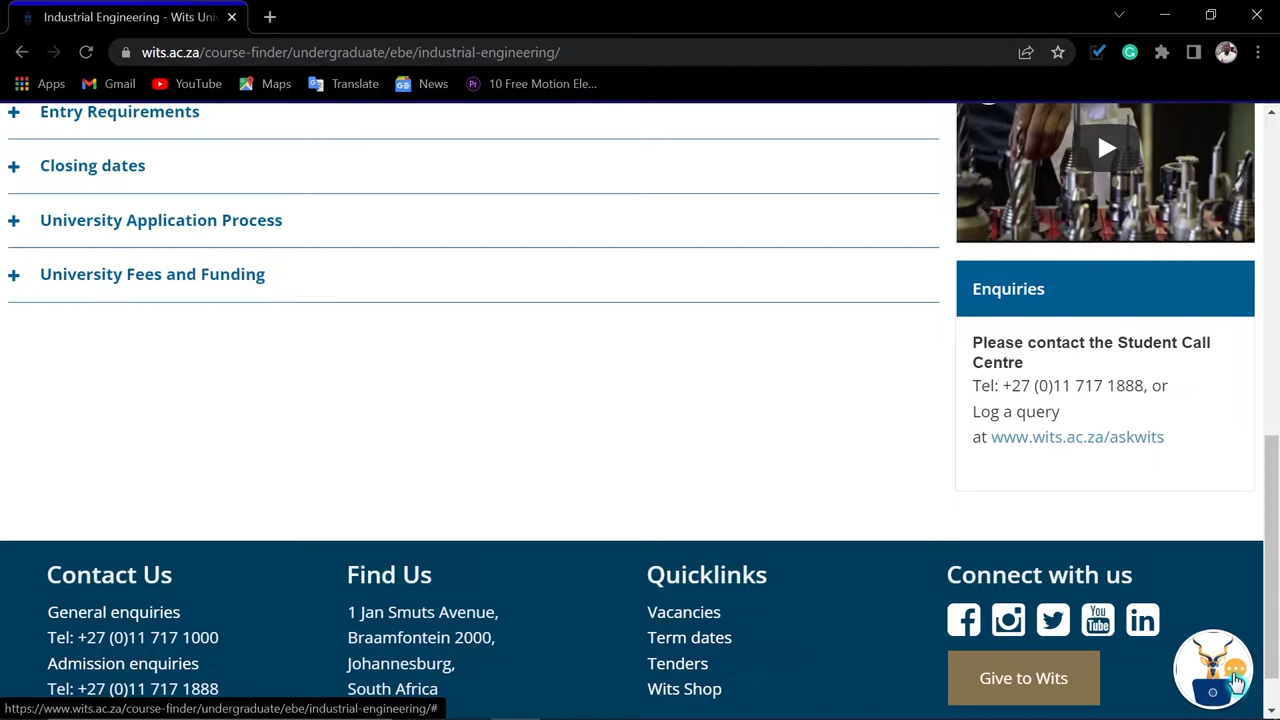 Industrial Engineering - Wits Uni
wits.ac.za/course-finder/undergraduate/ebe/industrial-engineering/
Apps Gmail YouTube Maps Translate News Pr 10 Free Motion Ele...
Entry Requirements
Closing dates
University Application Process
University Fees and Funding
Enquiries
Please contact the Student Call
Centre
Tel: +27 (0)11 717 1888, or
Log a query
at www.wits.ac.za/askwits
Contact Us
General enquiries
Tel: +27 (0)11 717 1000
Admission enquiries
Tel: +27 (0)11 717 1888
Find Us
1 Jan Smuts Avenue,
Braamfontein 2000,
Johannesburg,
South Africa
Quicklinks
Vacancies
Term dates
Tenders
Wits Shop
Connect with us
You
Tube
Give to Wits
https://www.wits.ac.za/course-finder/undergraduate/ebe/industrial-engineering/#